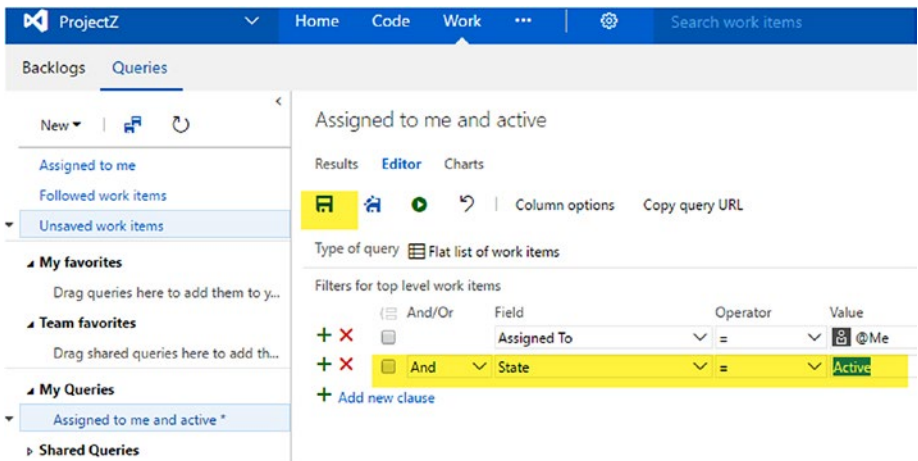 ProjectZ Home Code Work ... Search work items
Backlogs Queries
New
Assigned to me
Followed work items
Unsaved work items
My favorites
Drag queries here to add them to y...
Team favorites
Drag shared queries here to add th...
My Queries
Assigned to me and active *
Shared Queries
Assigned to me and active
Results Editor Charts
Column options Copy query URL
Type of query Flat list of work items
Filters for top level work items
And/Or Field Operator Value
Assigned To = @Me
And State = Active
Add new clause